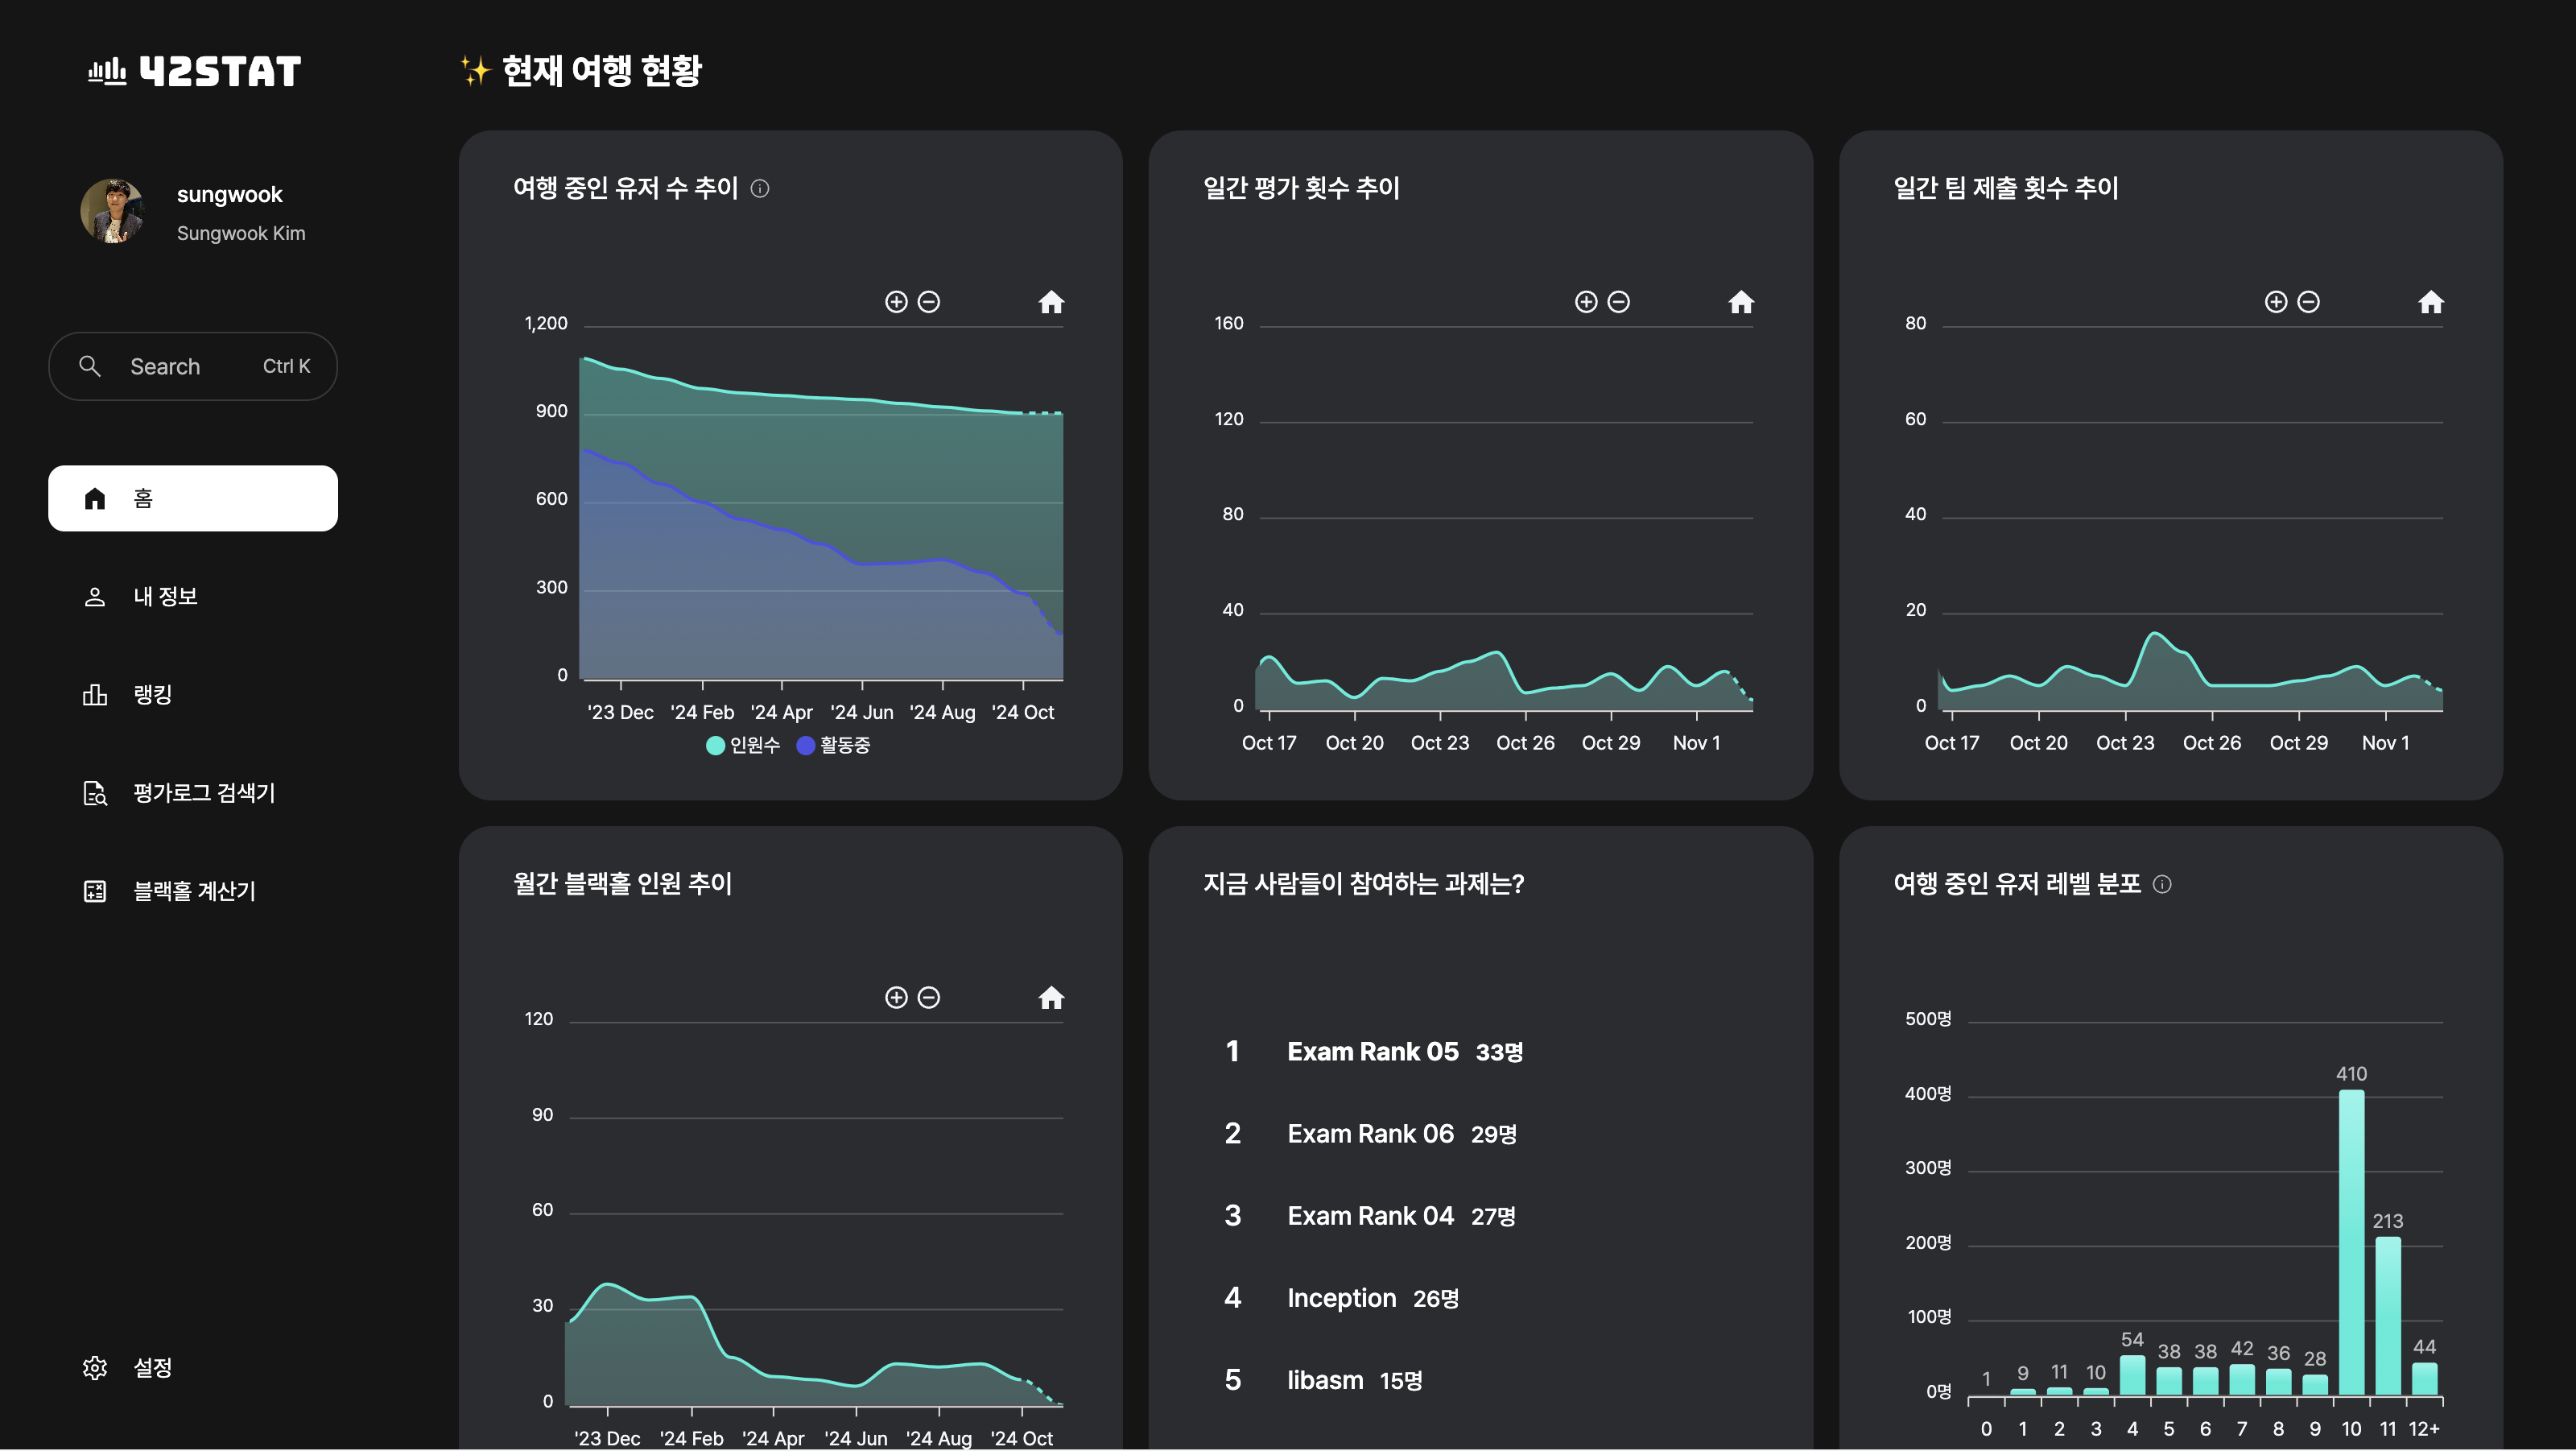 42STAT
sungwook
Sungwook Kim
Search Ctrl K
홈
내 정보
랭킹
평가로그 검색기
블랙홀 계산기
설정
✨ 현재 여행 현황
여행 중인 유저 수 추이
1,200
900
600
300
0
'23 Dec '24 Feb '24 Apr '24 Jun '24 Aug '24 Oct
인원수 활동중
일간 평가 횟수 추이
160
120
80
40
0
Oct 17 Oct 20 Oct 23 Oct 26 Oct 29 Nov 1
일간 팀 제출 횟수 추이
80
60
40
20
0
Oct 17 Oct 20 Oct 23 Oct 26 Oct 29 Nov 1
월간 블랙홀 인원 추이
120
90
60
30
0
'23 Dec '24 Feb '24 Apr '24 Jun '24 Aug '24 Oct
지금 사람들이 참여하는 과제는?
1 Exam Rank 05 33명
2 Exam Rank 06 29명
3 Exam Rank 04 27명
4 Inception 26명
5 libasm 15명
여행 중인 유저 레벨 분포
500명
400명
300명
200명
100명
0명
1 9 11 10 54 38 38 42 36 28 410 213 44
0 1 2 3 4 5 6 7 8 9 10 11 12+